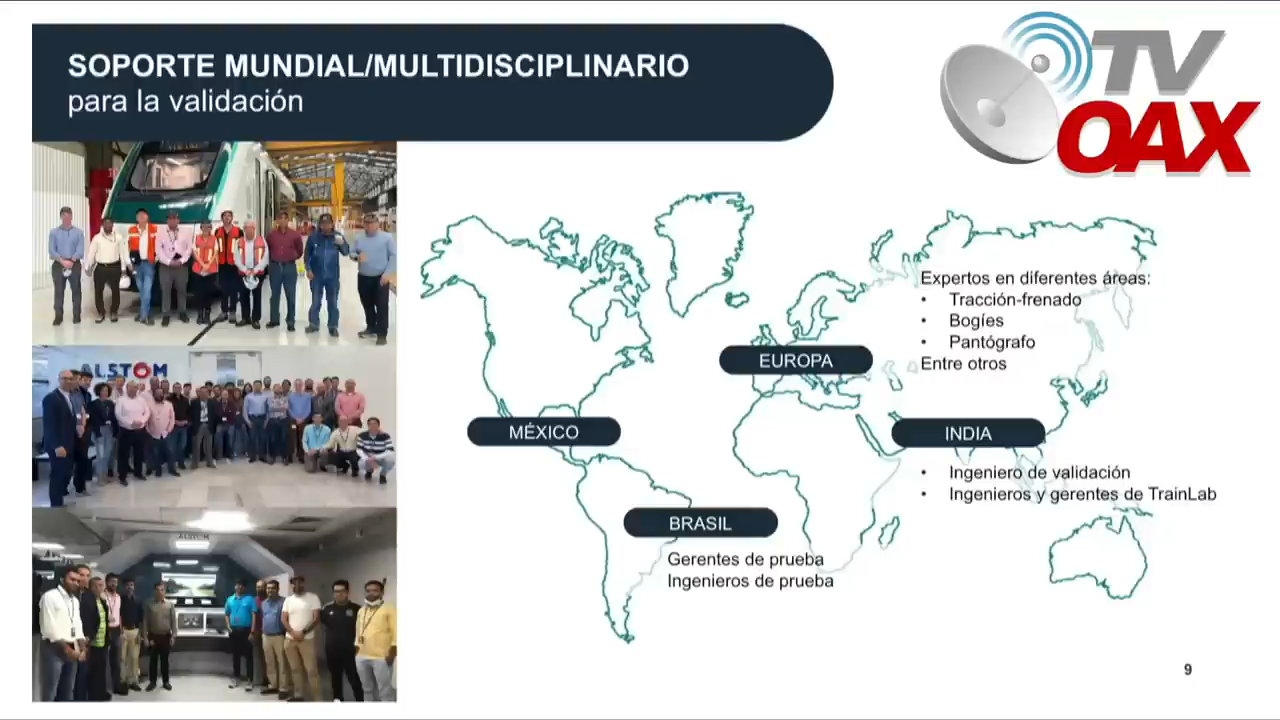 SOPORTE MUNDIAL/MULTIDISCIPLINARIO
para la validación
TV
OAX
ALSTOM
ALSTOM
Expertos en diferentes áreas:
• Tracción-frenado
• Bogíes
• Pantógrafo
Entre otros
EUROPA
MÉXICO
INDIA
• Ingeniero de validación
• Ingenieros y gerentes de TrainLab
BRASIL
Gerentes de prueba
Ingenieros de prueba
9